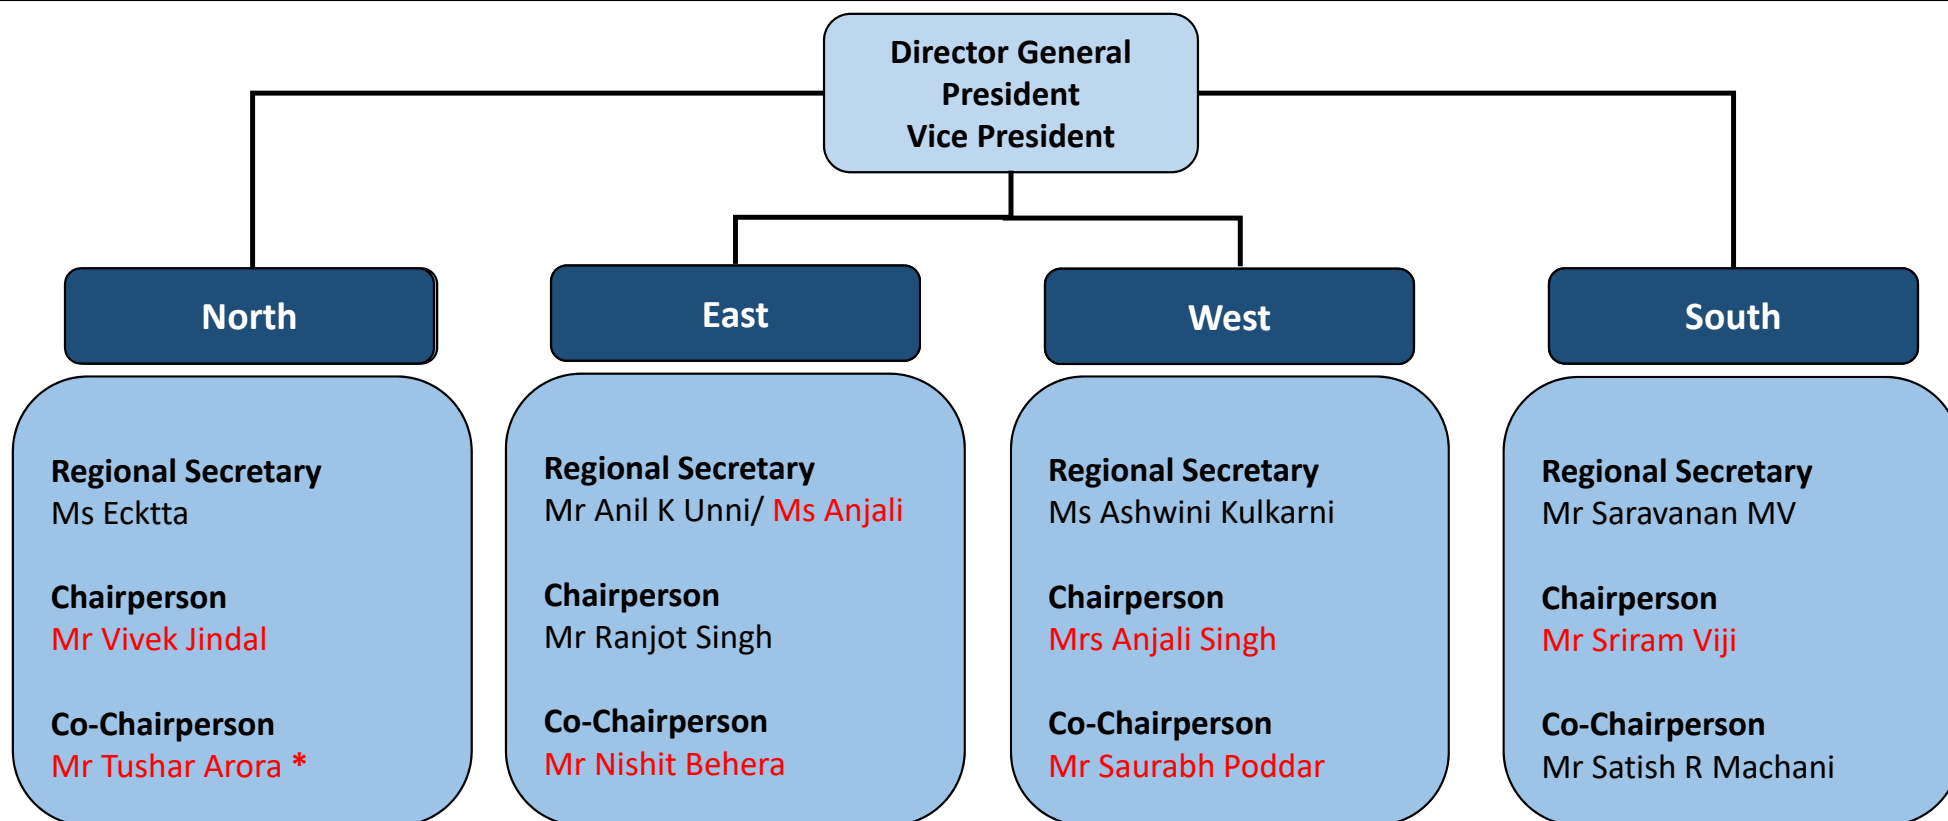 Director General
President
Vice President
North
Regional Secretary
Ms Ecktta
Chairperson
Mr Vivek Jindal
Co-Chairperson
Mr Tushar Arora *
East
Regional Secretary
Mr Anil K Unni/ Ms Anjali
Chairperson
Mr Ranjot Singh
Co-Chairperson
Mr Nishit Behera
West
Regional Secretary
Ms Ashwini Kulkarni
Chairperson
Mrs Anjali Singh
Co-Chairperson
Mr Saurabh Poddar
South
Regional Secretary
Mr Saravanan MV
Chairperson
Mr Sriram Viji
Co-Chairperson
Mr Satish R Machani